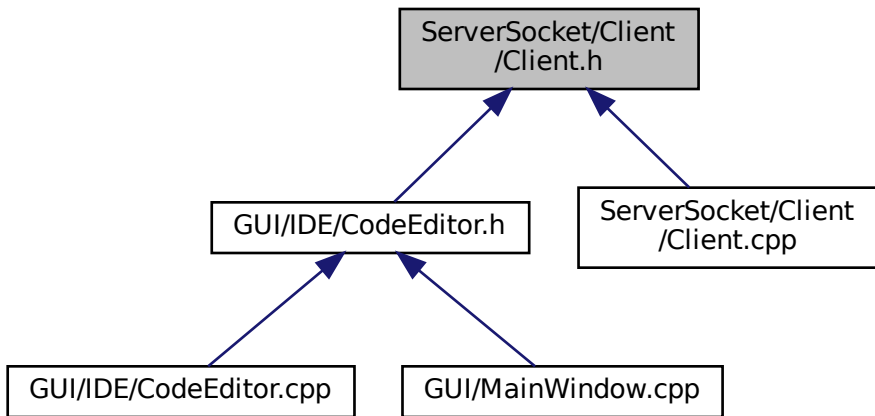 ServerSocket/Client
/Client.h
GUI/IDE/CodeEditor.h
ServerSocket/Client
/Client.cpp
GUI/IDE/CodeEditor.cpp
GUI/MainWindow.cpp